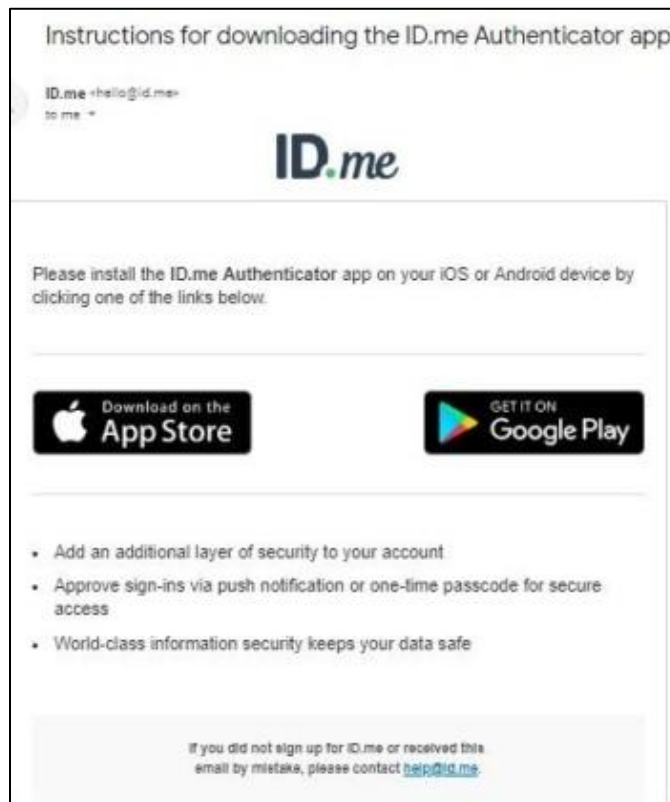 Instructions for downloading the ID.me Authenticator app
ID.me <hello@id.me>
to me
ID.me
Please install the ID.me Authenticator app on your iOS or Android device by
clicking one of the links below.
Download on the
App Store
GET IT ON
Google Play
• Add an additional layer of security to your account
• Approve sign-ins via push notification or one-time passcode for secure
access
• World-class information security keeps your data safe
If you did not sign up for ID.me or received this
email by mistake, please contact help@id.me.